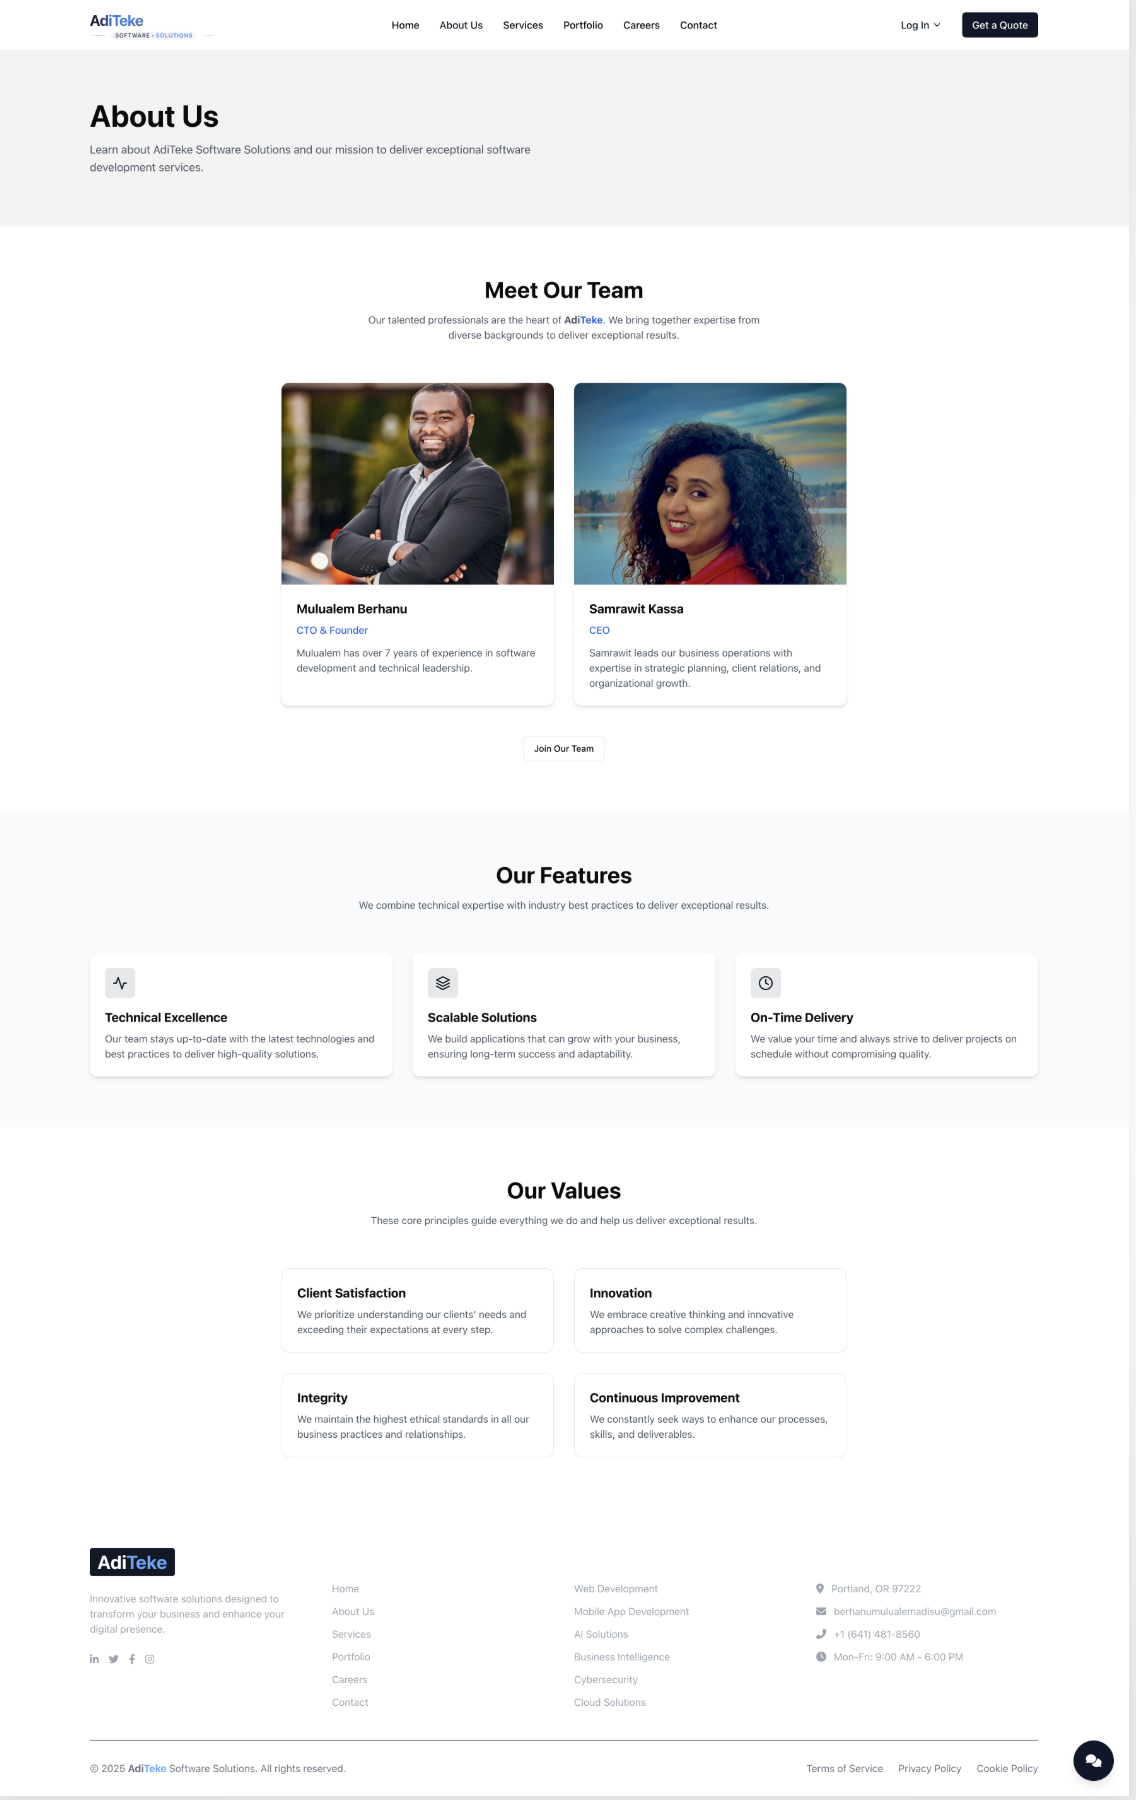 AdiTeke
SOFTWARE • SOLUTIONS
Home
About Us
Services
Portfolio
Careers
Contact
Log In
Get a Quote
About Us
Learn about AdiTeke Software Solutions and our mission to deliver exceptional software
development services.
Meet Our Team
Our talented professionals are the heart of AdiTeke. We bring together expertise from
diverse backgrounds to deliver exceptional results.
Mulualem Berhanu
CTO & Founder
Mulualem has over 7 years of experience in software
development and technical leadership.
Samrawit Kassa
CEO
Samrawit leads our business operations with
expertise in strategic planning, client relations, and
organizational growth.
Join Our Team
Our Features
We combine technical expertise with industry best practices to deliver exceptional results.
Technical Excellence
Our team stays up-to-date with the latest technologies and
best practices to deliver high-quality solutions.
Scalable Solutions
We build applications that can grow with your business,
ensuring long-term success and adaptability.
On-Time Delivery
We value your time and always strive to deliver projects on
schedule without compromising quality.
Our Values
These core principles guide everything we do and help us deliver exceptional results.
Client Satisfaction
We prioritize understanding our clients' needs and
exceeding their expectations at every step.
Innovation
We embrace creative thinking and innovative
approaches to solve complex challenges.
Integrity
We maintain the highest ethical standards in all our
business practices and relationships.
Continuous Improvement
We constantly seek ways to enhance our processes,
skills, and deliverables.
AdiTeke
Innovative software solutions designed to
transform your business and enhance your
digital presence.
Home
About Us
Services
Portfolio
Careers
Contact
Web Development
Mobile App Development
AI Solutions
Business Intelligence
Cybersecurity
Cloud Solutions
Portland, OR 97222
berhanumulualemadisu@gmail.com
+1 (641) 481-8560
Mon-Fri: 9:00 AM - 6:00 PM
© 2025 AdiTeke Software Solutions. All rights reserved.
Terms of Service
Privacy Policy
Cookie Policy